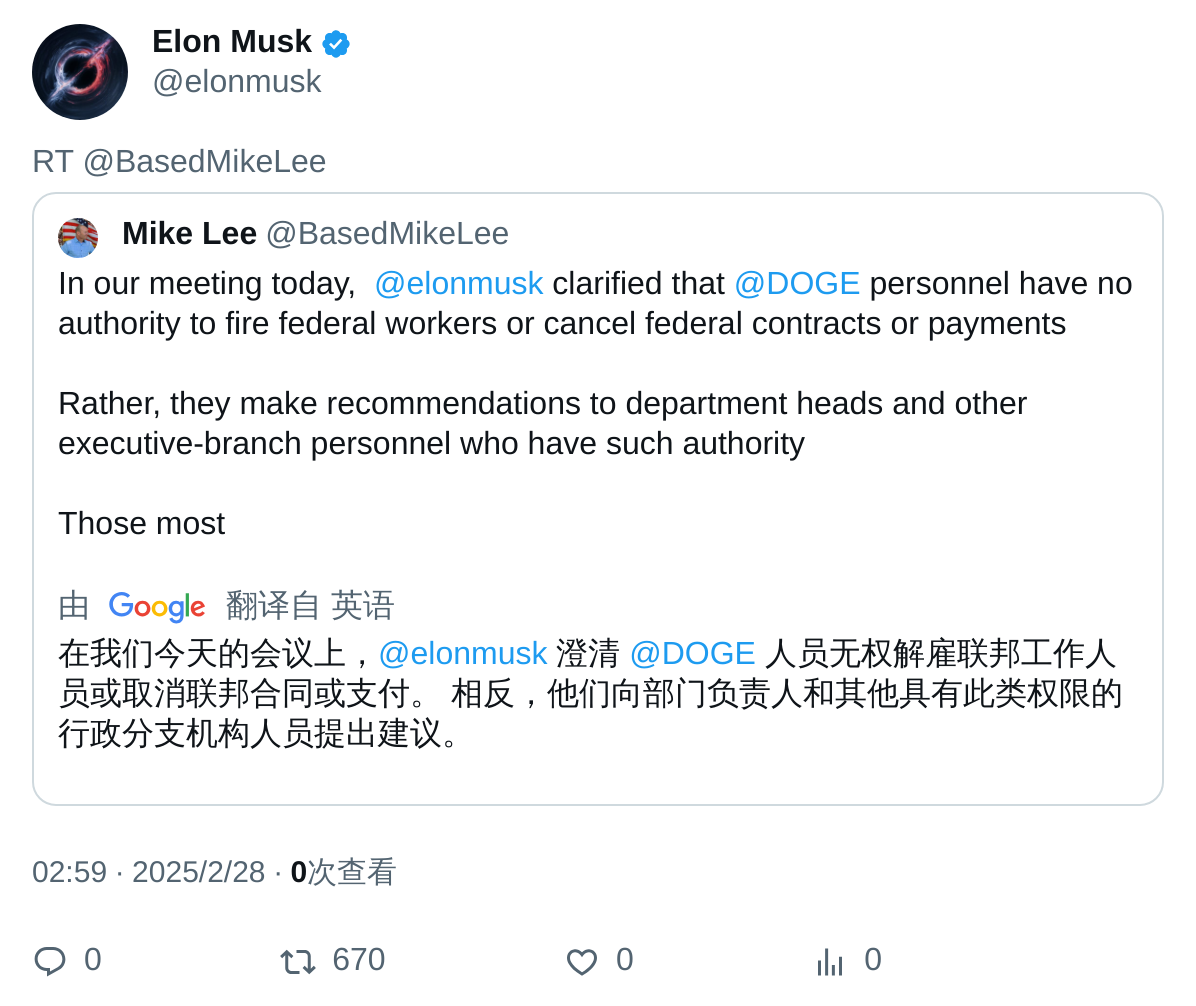 Elon Musk
@elonmusk
RT @BasedMikeLee
Mike Lee @BasedMikeLee
In our meeting today,  @elonmusk clarified that @DOGE personnel have no
authority to fire federal workers or cancel federal contracts or payments
Rather, they make recommendations to department heads and other
executive-branch personnel who have such authority
Those most
由 Google 翻译自 英语
在我们今天的会议上，@elonmusk 澄清 @DOGE 人员无权解雇联邦工作人
员或取消联邦合同或支付。 相反，他们向部门负责人和其他具有此类权限的
行政分支机构人员提出建议。
02:59 · 2025/2/28 · 0次查看
0 670 0 0